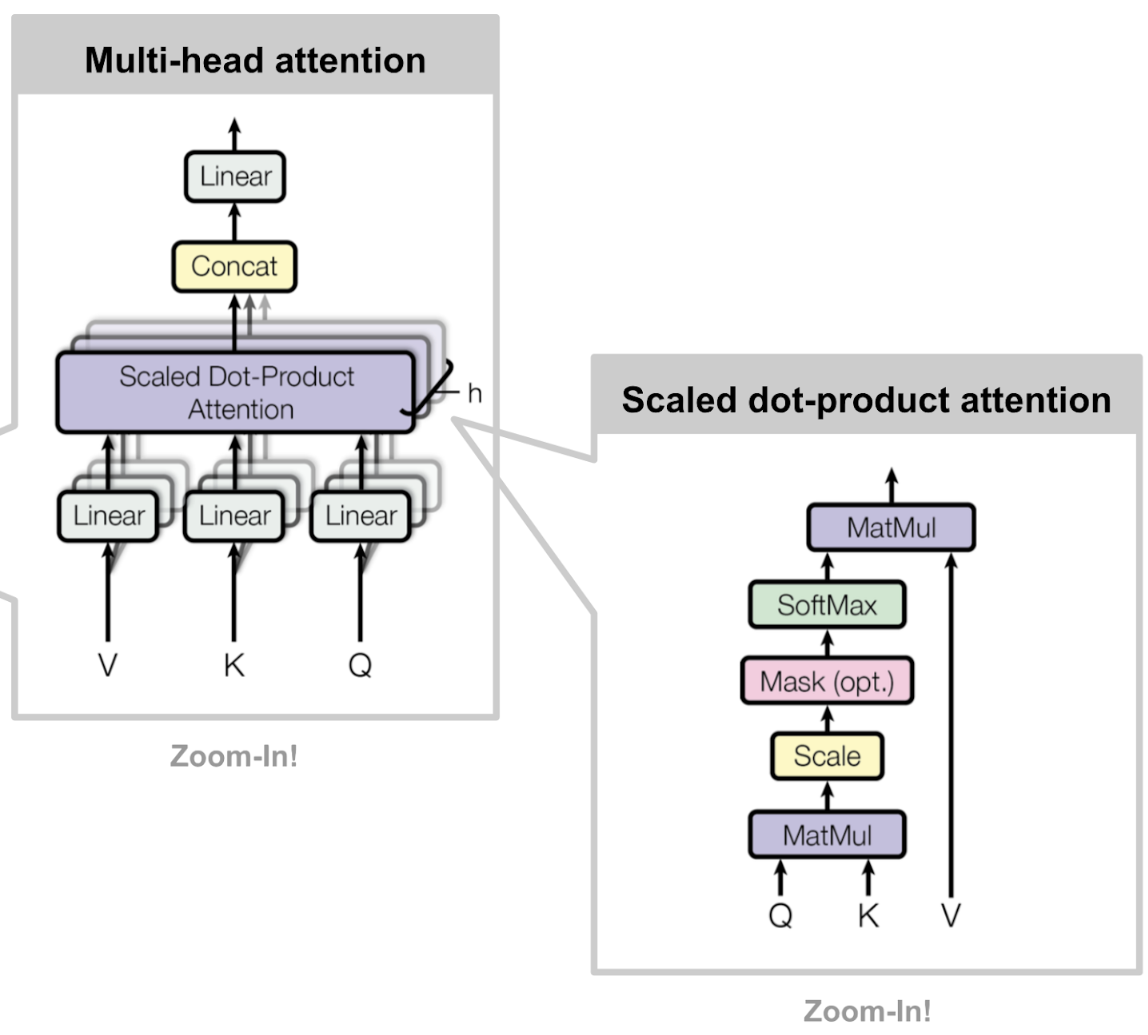 Multi-head attention
Linear
Concat
Scaled Dot-Product
Attention
h
Linear Linear Linear
V K Q
Zoom-In!
Scaled dot-product attention
MatMul
SoftMax
Mask (opt.)
Scale
MatMul
Q K V
Zoom-In!